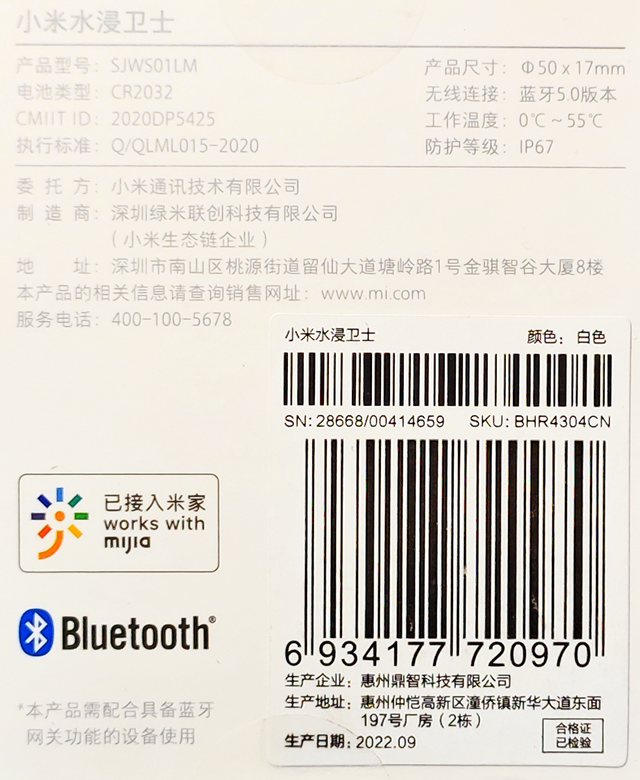 小米水浸卫士
产品型号： SJWS01LM
产品尺寸： Φ50 x 17mm
电池类型： CR2032
无线连接： 蓝牙5.0版本
CMIIT ID： 2020DP5425
工作温度： 0℃ ~ 55℃
执行标准： Q/QLML015-2020
防护等级： IP67
委托方： 小米通讯技术有限公司
制造商： 深圳绿米联创科技有限公司
（小米生态链企业）
地址： 深圳市南山区桃源街道留仙大道塘岭路1号金骐智谷大厦8楼
本产品的相关信息请查询销售网址： www.mi.com
服务电话： 400-100-5678
小米水浸卫士 颜色： 白色
SN: 28668/00414659 SKU: BHR4304CN
6 934177 720970
生产企业： 惠州鼎智科技有限公司
生产地址： 惠州仲恺高新区潼侨镇新华大道东面
197号厂房（2栋）
生产日期： 2022.09
合格证
已检验
已接入米家
works with
mijia
Bluetooth®
*本产品需配合具备蓝牙
网关功能的设备使用